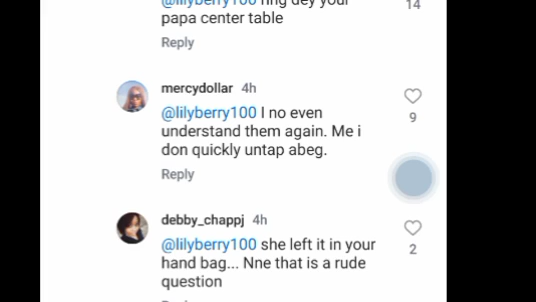 @lilyberry100 ring dey your
papa center table
14
Reply
mercydollar 4h
@lilyberry100 I no even
understand them again. Me i
don quickly untap abeg.
9
Reply
debby_chappj 4h
@lilyberry100 she left it in your
hand bag... Nne that is a rude
question
2